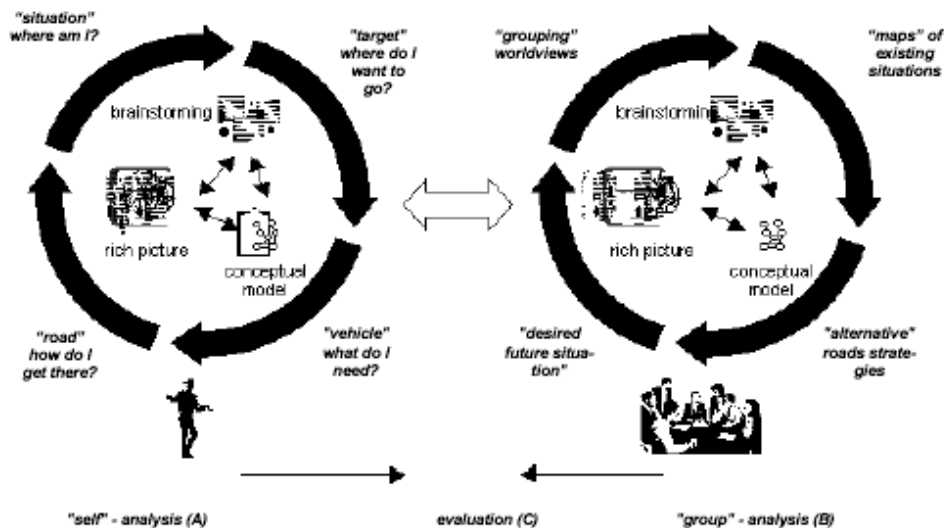 "situation"
where am I?
"target"
where do I
want to
go?
brainstorming
rich picture
conceptual
model
"road"
how do I
get there?
"vehicle"
what do I
need?
"grouping"
worldviews
"maps" of
existing
situations
brainstormin
rich picture
conceptual
model
"desired
future situa-
tion"
"alternative"
roads strate-
gies
"self" - analysis (A)
evaluation (C)
"group" - analysis (B)